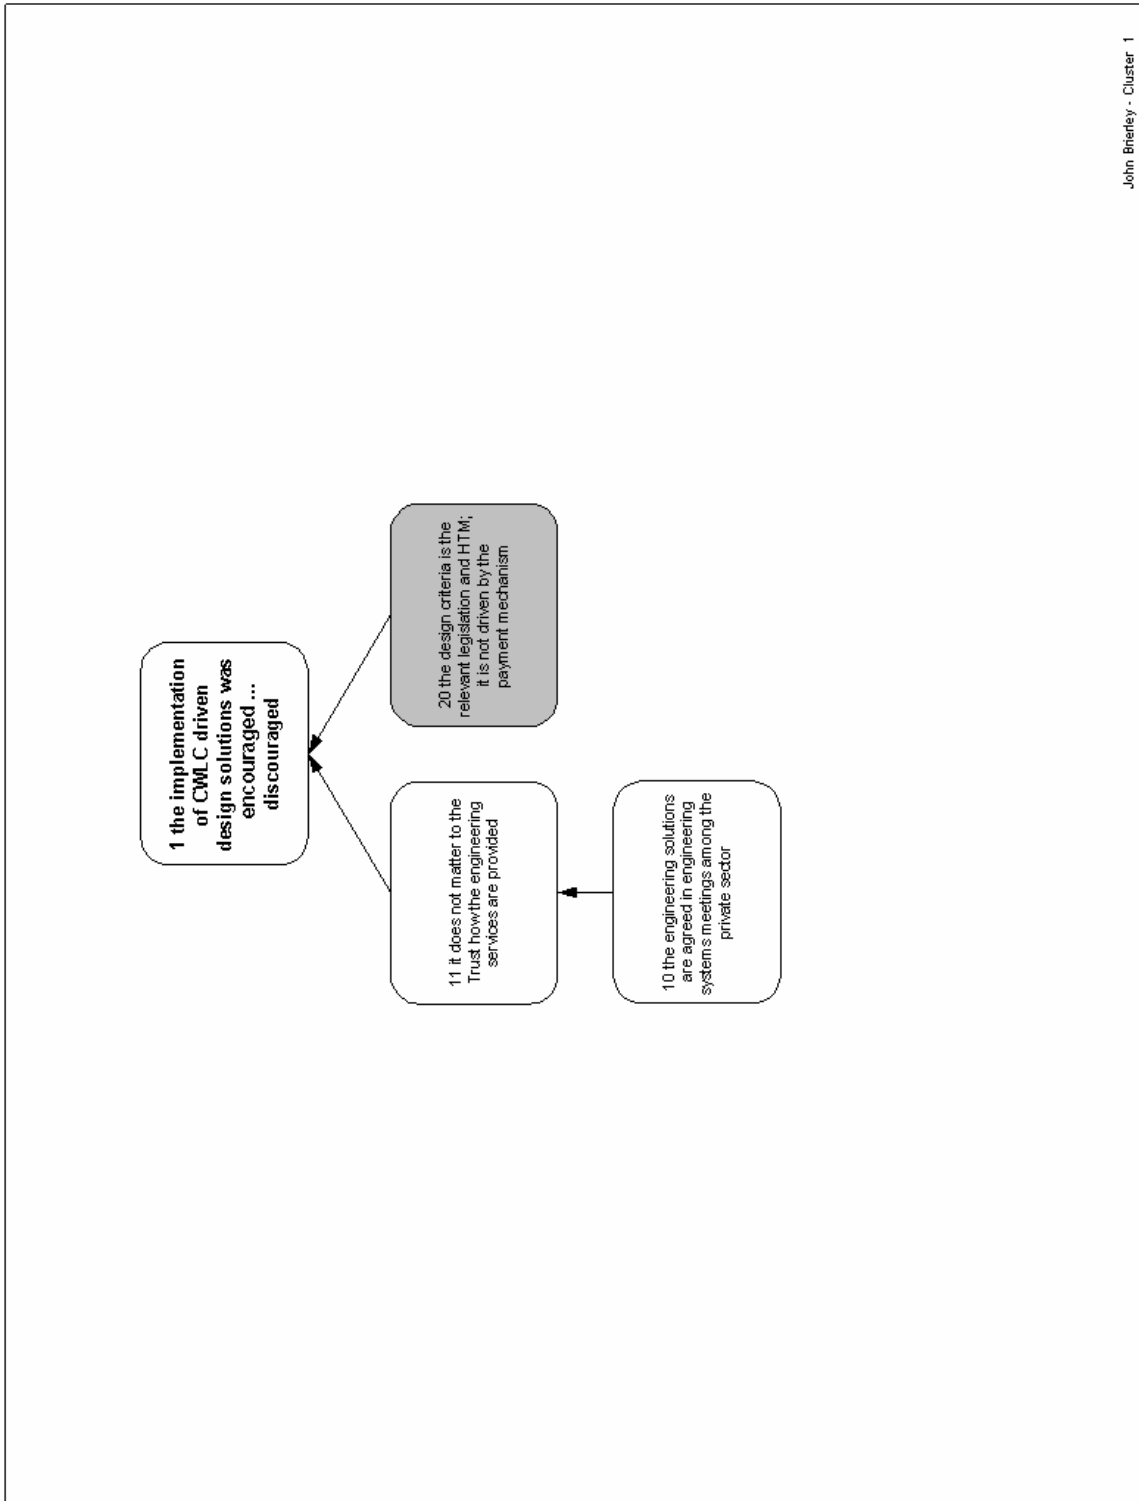 1 the implementation
of CWLC driven
design solutions was
encouraged ...
discouraged
11 it does not matter to the
Trust how the engineering
services are provided
20 the design criteria is the
relevant legislation and HTM;
it is not driven by the
payment mechanism
10 the engineering solutions
are agreed in engineering
systems meetings among the
private sector
John Brierley - Cluster 1